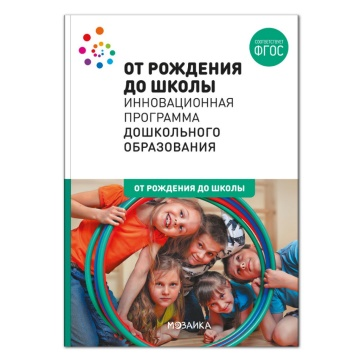 СООТВЕТСТВУЕТ
ФГОС
ОТ РОЖДЕНИЯ
ДО ШКОЛЫ
ИННОВАЦИОННАЯ
ПРОГРАММА
ДОШКОЛЬНОГО
ОБРАЗОВАНИЯ
ОТ РОЖДЕНИЯ ДО ШКОЛЫ
МОЗАИКА